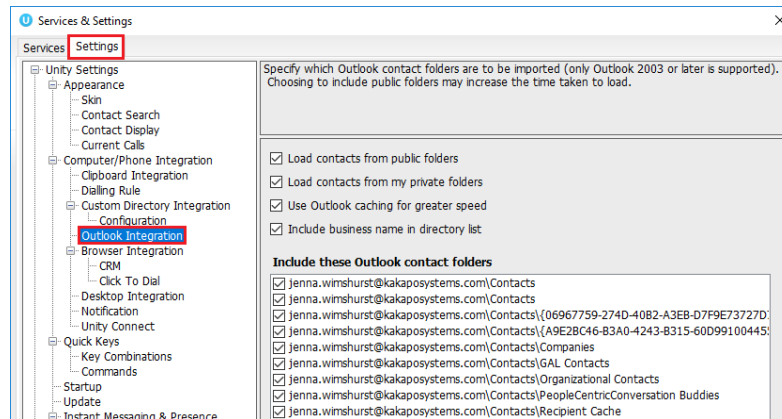 Services & Settings
Services
Settings
Unity Settings
Appearance
Skin
Contact Search
Contact Display
Current Calls
Computer/Phone Integration
Clipboard Integration
Dialling Rule
Custom Directory Integration
Configuration
Outlook Integration
Browser Integration
CRM
Click To Dial
Desktop Integration
Notification
Unity Connect
Quick Keys
Key Combinations
Commands
Startup
Update
Instant Messaging & Presence
Specify which Outlook contact folders are to be imported (only Outlook 2003 or later is supported).
Choosing to include public folders may increase the time taken to load.
Load contacts from public folders
Load contacts from my private folders
Use Outlook caching for greater speed
Include business name in directory list
Include these Outlook contact folders
jenna.wimshurst@kakaposystems.com\Contacts
jenna.wimshurst@kakaposystems.com\Contacts
jenna.wimshurst@kakaposystems.com\Contacts\{06967759-274D-40B2-A3EB-D7F9E73727D
jenna.wimshurst@kakaposystems.com\Contacts\{A9E2BC46-B3A0-4243-B315-60D99100445
jenna.wimshurst@kakaposystems.com\Contacts\Companies
jenna.wimshurst@kakaposystems.com\Contacts\GAL Contacts
jenna.wimshurst@kakaposystems.com\Contacts\Organizational Contacts
jenna.wimshurst@kakaposystems.com\Contacts\PeopleCentricConversation Buddies
jenna.wimshurst@kakaposystems.com\Contacts\Recipient Cache